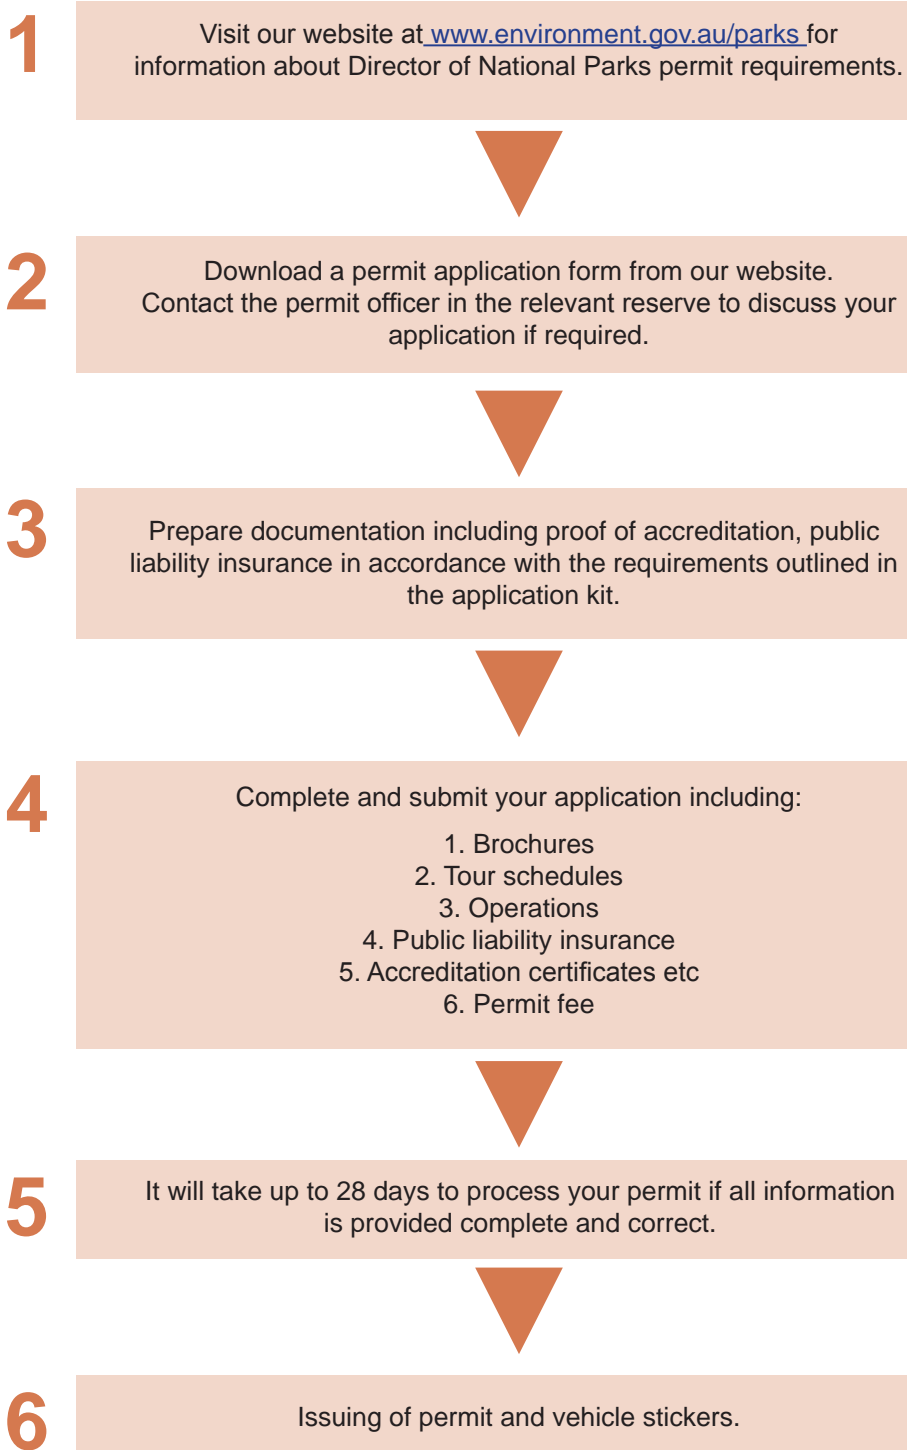 1
Visit our website at www.environment.gov.au/parks for
information about Director of National Parks permit requirements.
2
Download a permit application form from our website.
Contact the permit officer in the relevant reserve to discuss your
application if required.
3
Prepare documentation including proof of accreditation, public
liability insurance in accordance with the requirements outlined in
the application kit.
4
Complete and submit your application including:
1. Brochures
2. Tour schedules
3. Operations
4. Public liability insurance
5. Accreditation certificates etc
6. Permit fee
5
It will take up to 28 days to process your permit if all information
is provided complete and correct.
6
Issuing of permit and vehicle stickers.